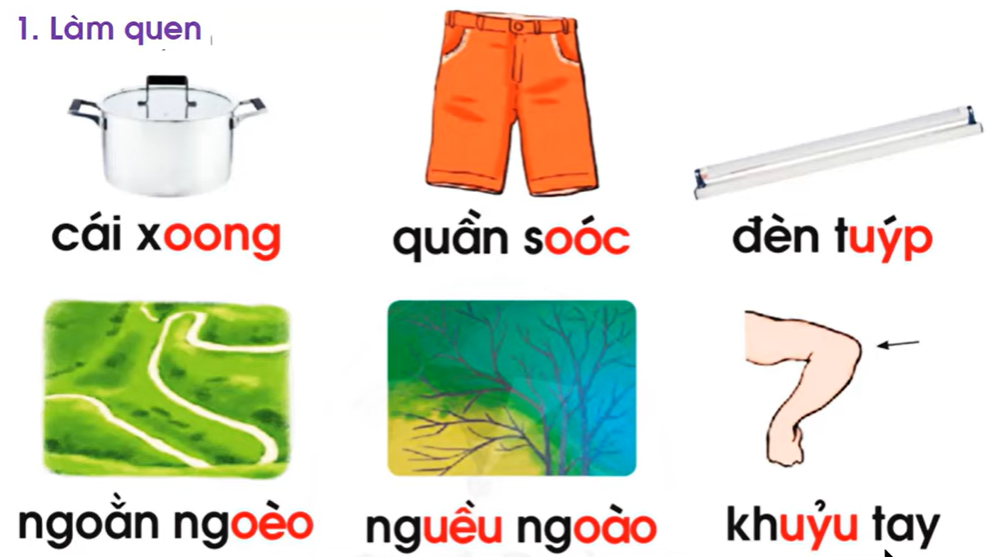 1. Làm quen
cái xoong
quần soóc
đèn tuýp
ngoằn ngoèo
nguều ngoào
khuỷu tay